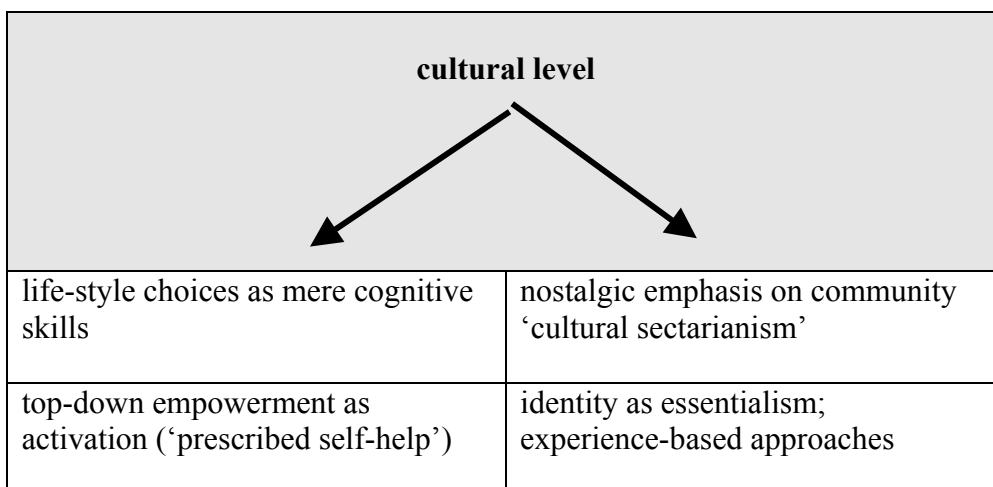 cultural level
life-style choices as mere cognitive
skills
nostalgic emphasis on community
‘cultural sectarianism’
top-down empowerment as
activation (‘prescribed self-help’)
identity as essentialism;
experience-based approaches